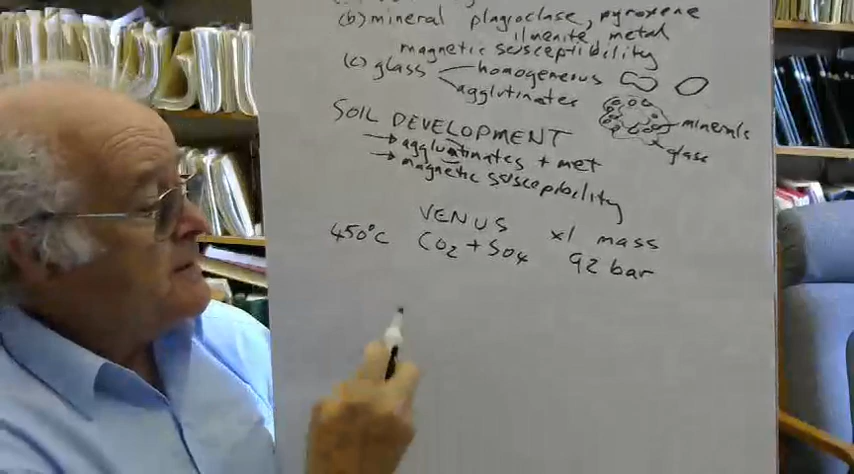 (b) mineral plagroclase, pyroxene
ilmenite metal
magnetic susceptibility
(c) glass homogeneous
agglutinates
minerals
glass
SOIL DEVELOPMENT
→ agglutinates + met
→ magnetic susceptibility
VENUS
450°C CO2 + SO4 x1 mass
92 bar